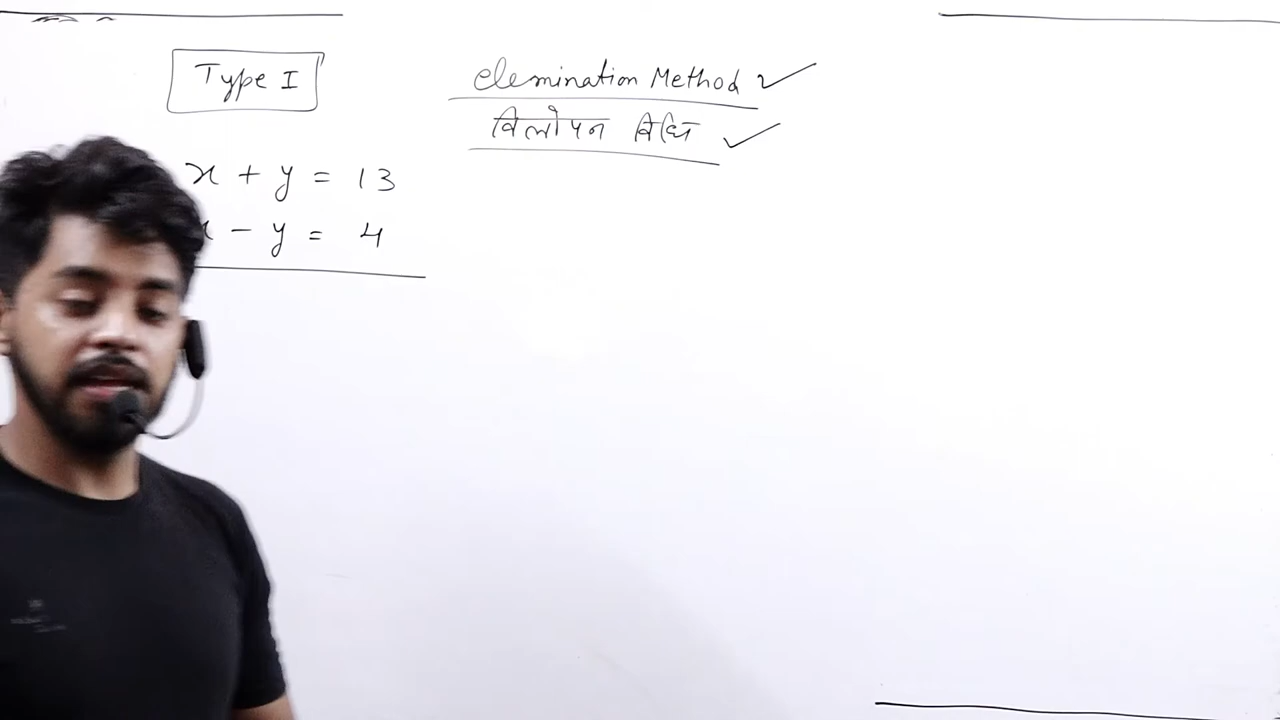 Type I
elemination Method
विलोपन विधि
x + y = 13
x - y = 4